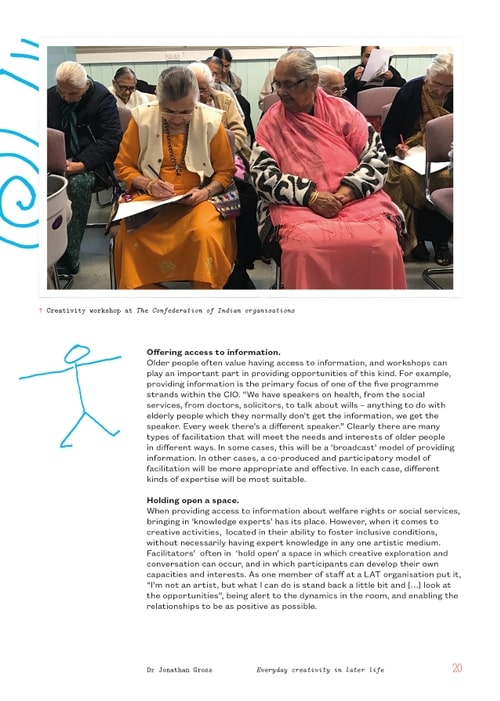 ↑ Creativity workshop at The Confederation of Indian organisations
Offering access to information.
Older people often value having access to information, and workshops can
play an important part in providing opportunities of this kind. For example,
providing information is the primary focus of one of the five programme
strands within the CIO. “We have speakers on health, from the social
services, from doctors, solicitors, to talk about wills – anything to do with
elderly people which they normally don’t get the information, we get the
speaker. Every week there’s a different speaker.” Clearly there are many
types of facilitation that will meet the needs and interests of older people
in different ways. In some cases, this will be a ‘broadcast’ model of providing
information. In other cases, a co-produced and participatory model of
facilitation will be more appropriate and effective. In each case, different
kinds of expertise will be most suitable.
Holding open a space.
When providing access to information about welfare rights or social services,
bringing in ‘knowledge experts’ has its place. However, when it comes to
creative activities,  located in their ability to foster inclusive conditions,
without necessarily having expert knowledge in any one artistic medium.
Facilitators’  often in  ‘hold open’ a space in which creative exploration and
conversation can occur, and in which participants can develop their own
capacities and interests. As one member of staff at a LAT organisation put it,
“I’m not an artist, but what I can do is stand back a little bit and […] look at
the opportunities”, being alert to the dynamics in the room, and enabling the
relationships to be as positive as possible.
Dr Jonathan Gross Everyday creativity in later life 20